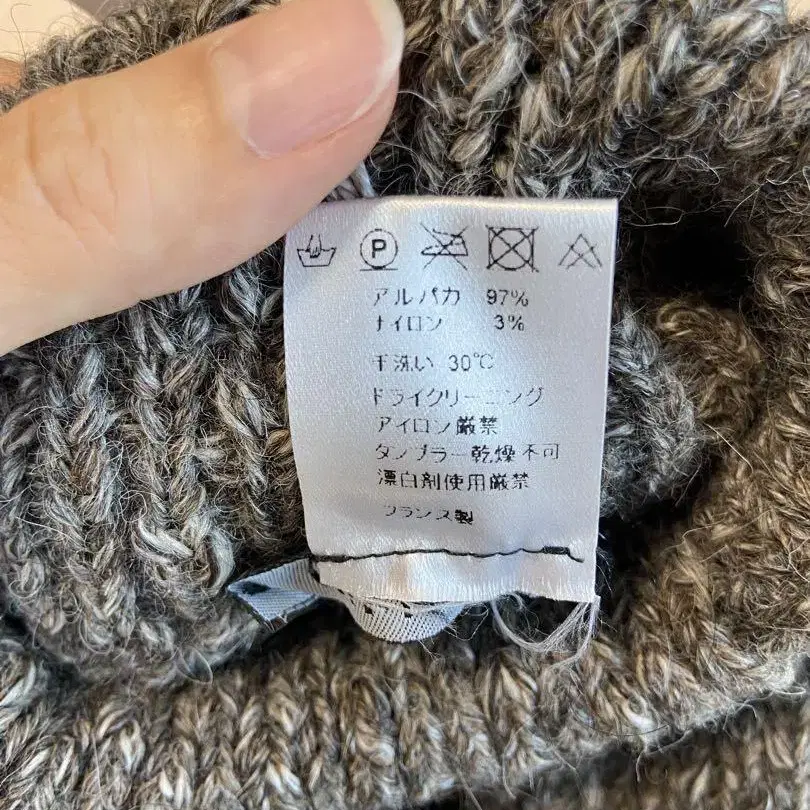 P
アルパカ 97%
ナイロン 3%
手洗い 30℃
ドライクリーニング
アイロン厳禁
タンブラー乾燥不可
漂白剤使用厳禁
フランス製